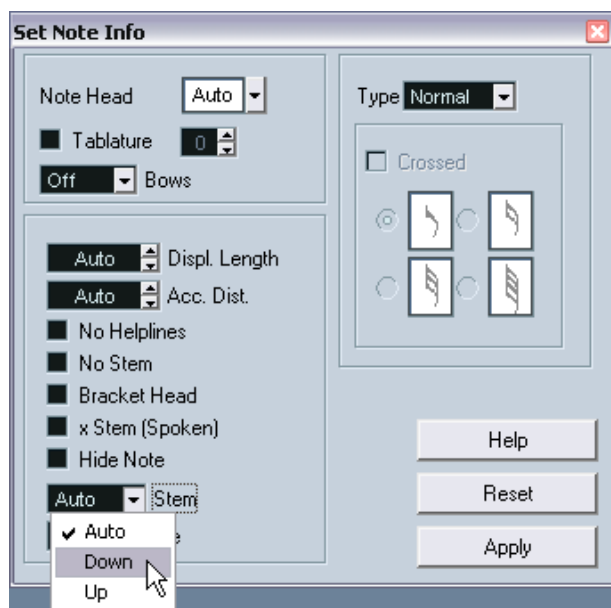 Set Note Info
Note Head Auto
Tablature 0
Off Bows
Auto Displ. Length
Auto Acc. Dist.
No Helplines
No Stem
Bracket Head
x Stem (Spoken)
Hide Note
Auto Stem
Auto
Down
Up
Type Normal
Crossed
Help
Reset
Apply